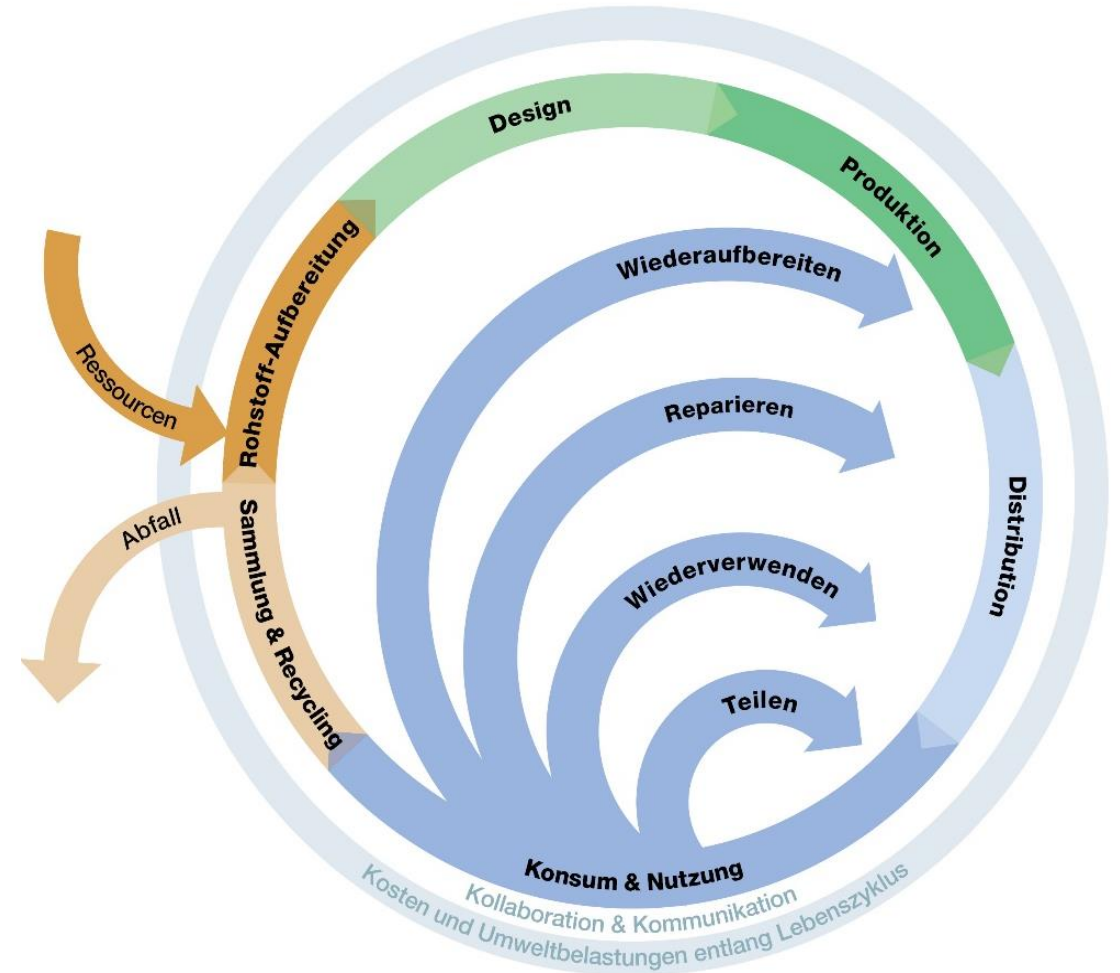 Design
Produktion
Wiederaufbereiten
Rohstoff-Aufbereitung
Ressourcen
Reparieren
Distribution
Abfall
Sammlung & Recycling
Wiederverwenden
Teilen
Konsum & Nutzung
Kollaboration & Kommunikation
Kosten und Umweltbelastungen entlang Lebenszyklus